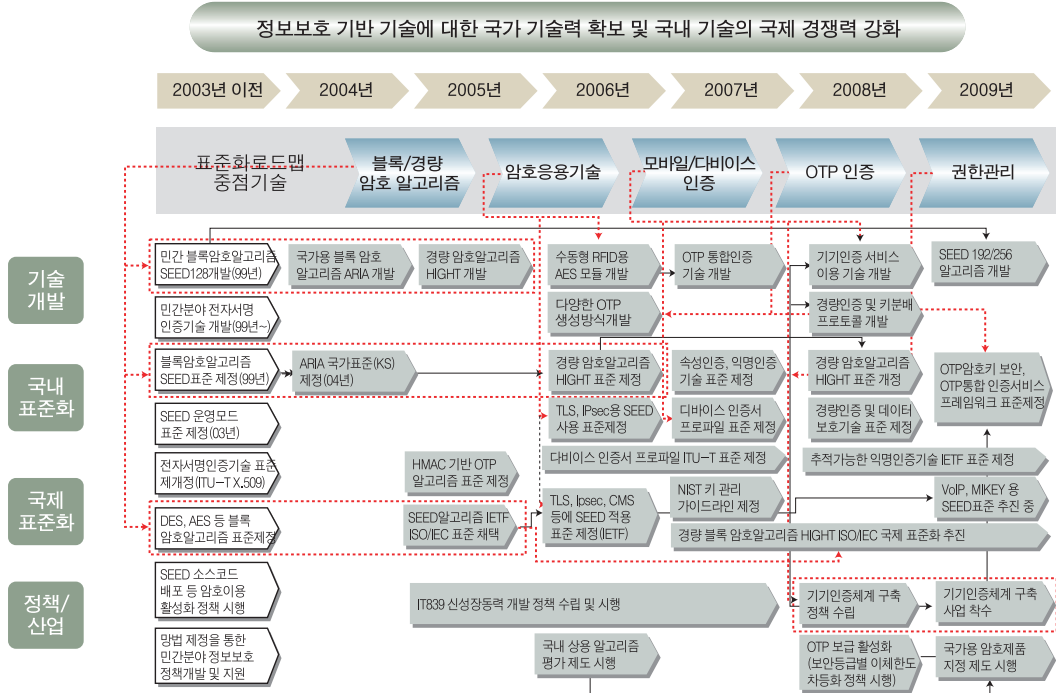 정보보호 기반 기술에 대한 국가 기술력 확보 및 국내 기술의 국제 경쟁력 강화
2003년 이전
2004년
2005년
2006년
2007년
2008년
2009년
표준화로드맵
중점기술
블록/경량
암호 알고리즘
암호응용기술
모바일/다비이스
인증
OTP 인증
권한관리
기술
개발
민간 블록암호알고리즘
SEED128개발(99년)
국가용 블록 암호
알고리즘 ARIA 개발
경량 암호알고리즘
HIGHT 개발
수동형 RFID용
AES 모듈 개발
OTP 통합인증
기술 개발
기기인증 서비스
이용 기술 개발
SEED 192/256
알고리즘 개발
민간분야 전자서명
인증기술 개발(99년~)
다양한 OTP
생성방식개발
경량인증 및 키분배
프로토콜 개발
국내
표준화
블록암호알고리즘
SEED표준 제정(99년)
ARIA 국가표준(KS)
제정(04년)
경량 암호알고리즘
HIGHT 표준 제정
속성인증, 익명인증
기술 표준 제정
경량 암호알고리즘
HIGHT 표준 개정
OTP암호키 보안,
OTP통합 인증서비스
프레임워크 표준제정
SEED 운영모드
표준 제정(03년)
TLS, IPsec용 SEED
사용 표준제정
디바이스 인증서
프로파일 표준 제정
경량인증 및 데이터
보호기술 표준 제정
국제
표준화
전자서명인증기술 표준
제개정(ITU-T X.509)
HMAC 기반 OTP
알고리즘 표준 제정
다바이스 인증서 프로파일 ITU-T 표준 제정
추적가능한 익명인증기술 IETF 표준 제정
DES, AES 등 블록
암호알고리즘 표준제정
SEED알고리즘 IETF
ISO/IEC 표준 채택
TLS, Ipsec, CMS
등에 SEED 적용
표준 제정(IETF)
NIST 키 관리
가이드라인 제정
VoIP, MIKEY 용
SEED표준 추진 중
경량 블록 암호알고리즘 HIGHT ISO/IEC 국제 표준화 추진
정책/
산업
SEED 소스코드
배포 등 암호이용
활성화 정책 시행
IT839 신성장동력 개발 정책 수립 및 시행
기기인증체계 구축
정책 수립
기기인증체계 구축
사업 착수
망법 제정을 통한
민간분야 정보보호
정책개발 및 지원
국내 상용 알고리즘
평가 제도 시행
OTP 보급 활성화
(보안등급별 이체한도
차등화 정책 시행)
국가용 암호제품
지정 제도 시행